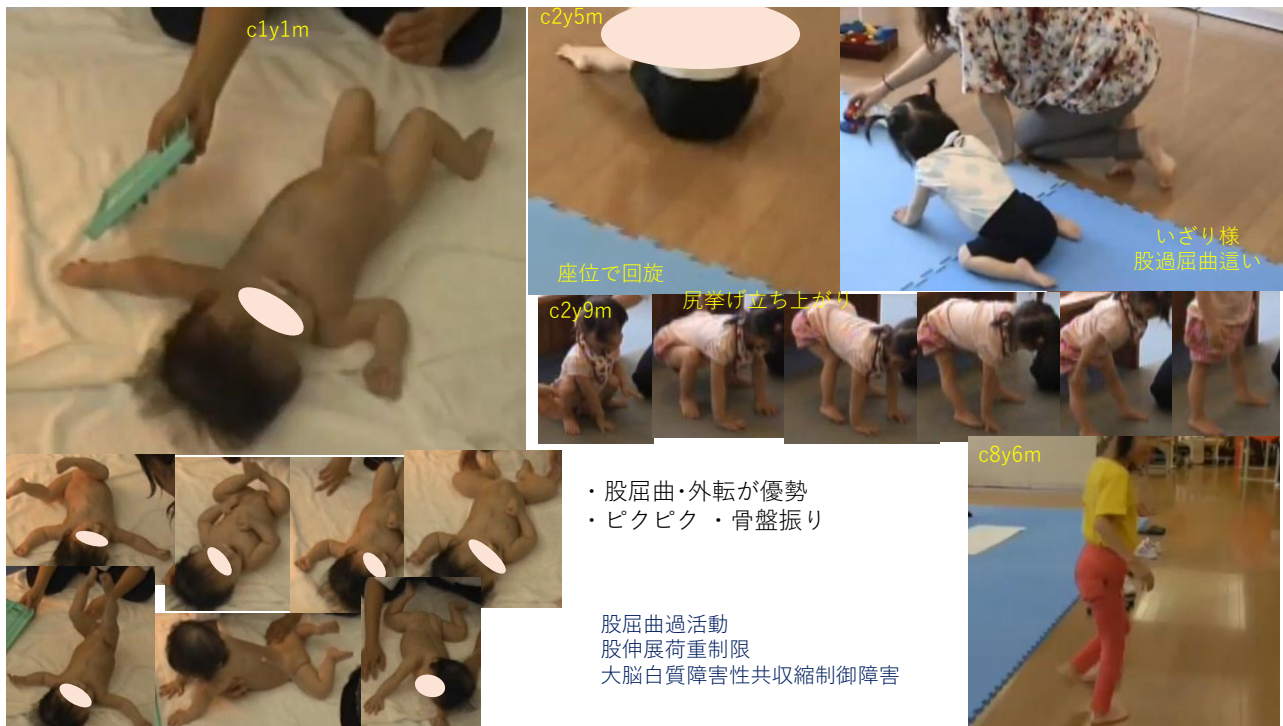 c1y1m
c2y5m
座位で回旋
いざり様
股過屈曲這い
c2y9m
尻挙げ立ち上がり
・股屈曲･外転が優勢
・ピクピク ・骨盤振り
股屈曲過活動
股伸展荷重制限
大脳白質障害性共収縮制御障害
c8y6m